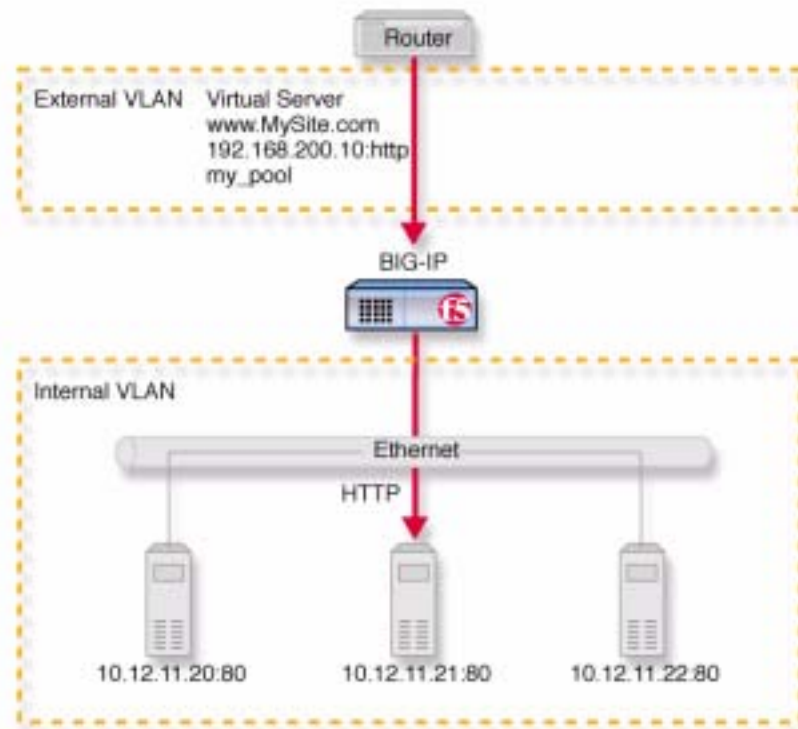 Router
External VLAN
Virtual Server
www.MySite.com
192.168.200.10:http
my_pool
BIG-IP
f5
Internal VLAN
Ethernet
HTTP
10.12.11.20:80
10.12.11.21:80
10.12.11.22:80